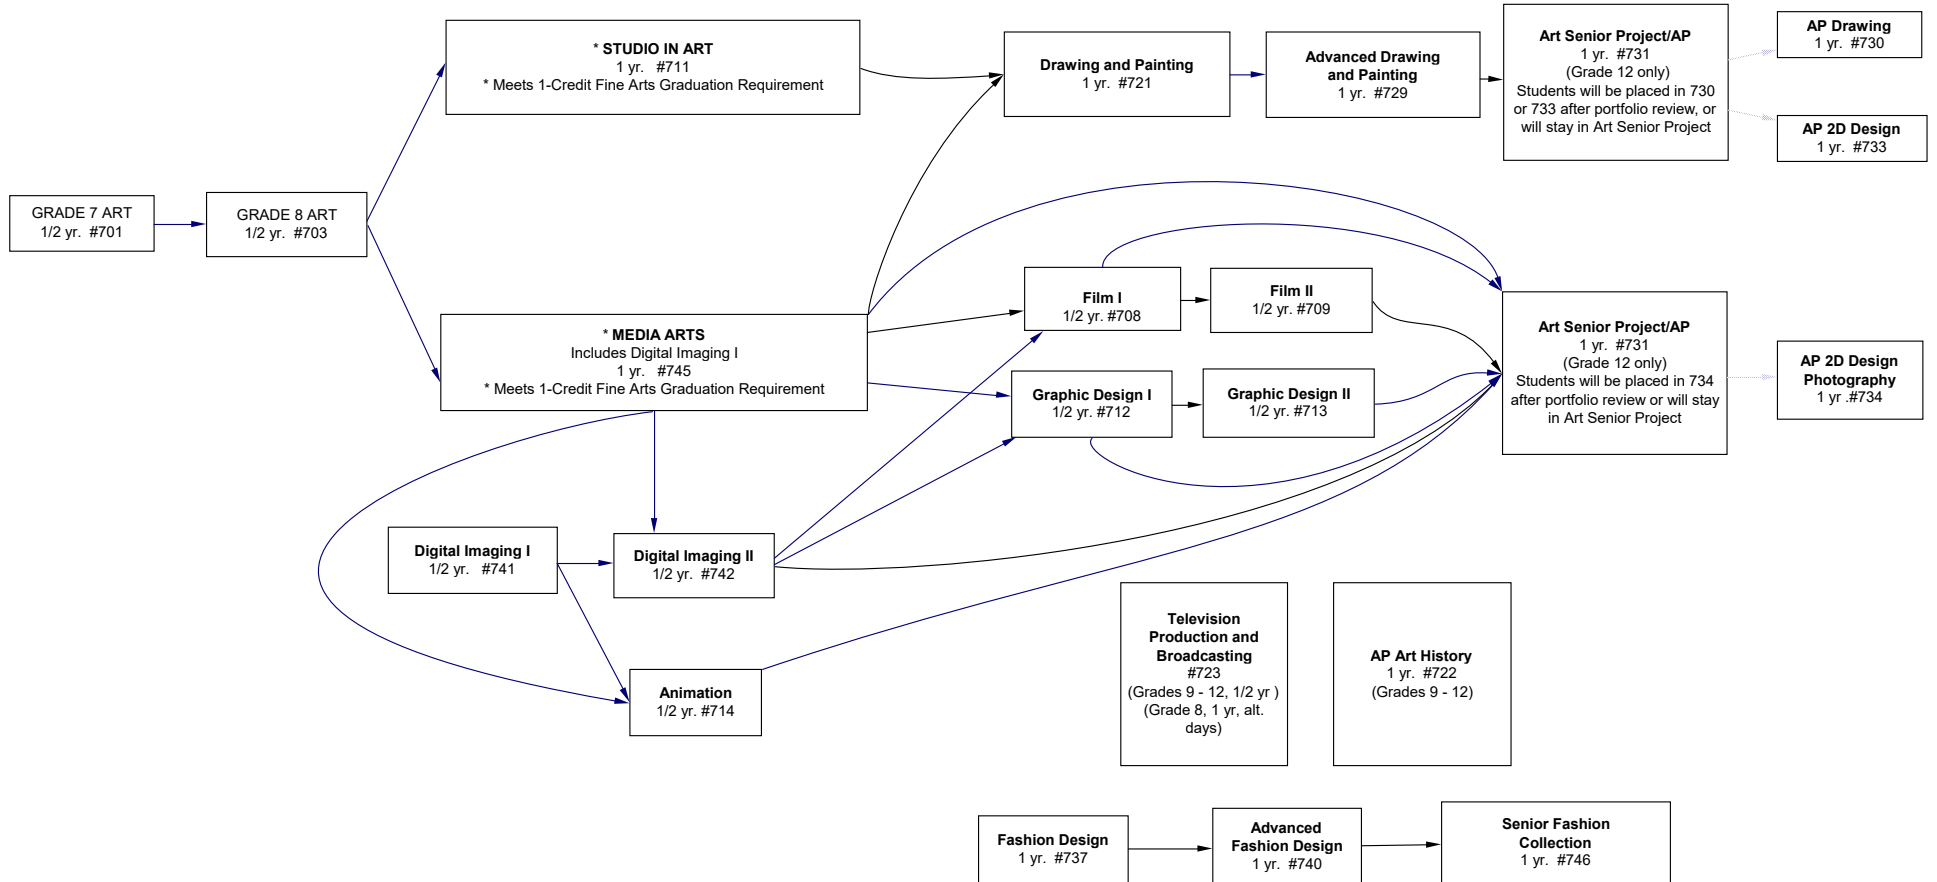 * STUDIO IN ART
1 yr. #711
* Meets 1-Credit Fine Arts Graduation Requirement
Drawing and Painting
1 yr. #721
Advanced Drawing
and Painting
1 yr. #729
Art Senior Project/AP
1 yr. #731
(Grade 12 only)
Students will be placed in 730
or 733 after portfolio review, or
will stay in Art Senior Project
AP Drawing
1 yr. #730
AP 2D Design
1 yr. #733
GRADE 7 ART
1/2 yr. #701
GRADE 8 ART
1/2 yr. #703
* MEDIA ARTS
Includes Digital Imaging I
1 yr. #745
* Meets 1-Credit Fine Arts Graduation Requirement
Film I
1/2 yr. #708
Film II
1/2 yr. #709
Graphic Design I
1/2 yr. #712
Graphic Design II
1/2 yr. #713
Art Senior Project/AP
1 yr. #731
(Grade 12 only)
Students will be placed in 734
after portfolio review or will stay
in Art Senior Project
AP 2D Design
Photography
1 yr .#734
Digital Imaging I
1/2 yr. #741
Digital Imaging II
1/2 yr. #742
Animation
1/2 yr. #714
Television
Production and
Broadcasting
#723
(Grades 9 - 12, 1/2 yr )
(Grade 8, 1 yr, alt.
days)
AP Art History
1 yr. #722
(Grades 9 - 12)
Fashion Design
1 yr. #737
Advanced
Fashion Design
1 yr. #740
Senior Fashion
Collection
1 yr. #746